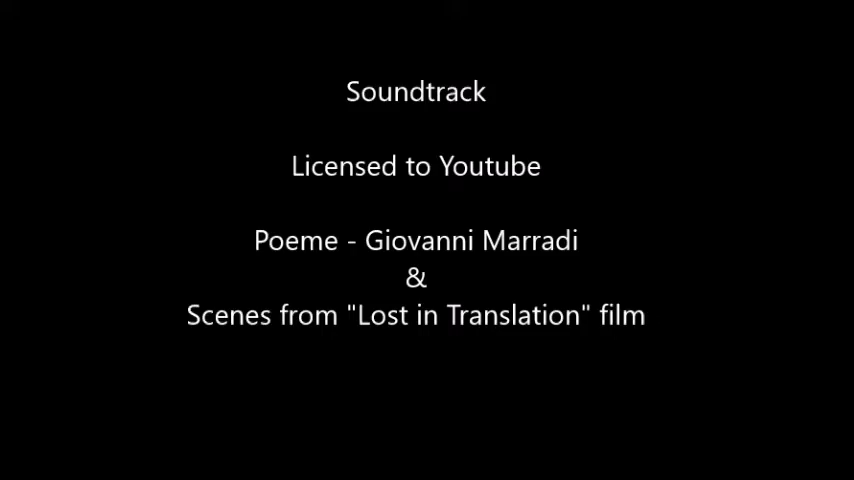 Soundtrack
Licensed to Youtube
Poeme - Giovanni Marradi
&
Scenes from "Lost in Translation" film